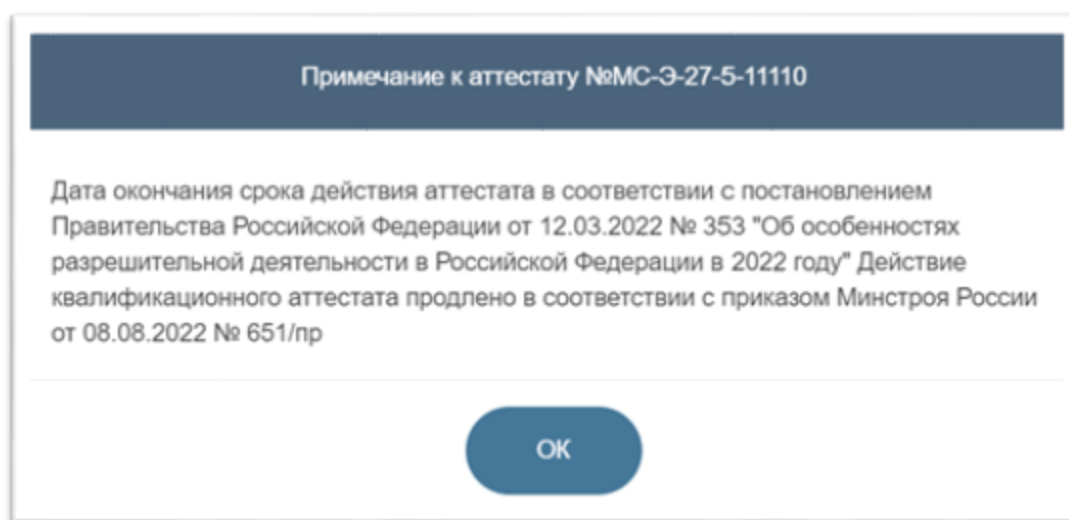 Примечание к аттестату №МС-Э-27-5-11110
Дата окончания срока действия аттестата в соответствии с постановлением
Правительства Российской Федерации от 12.03.2022 № 353 "Об особенностях
разрешительной деятельности в Российской Федерации в 2022 году" Действие
квалификационного аттестата продлено в соответствии с приказом Минстроя России
от 08.08.2022 № 651/пр
ОК